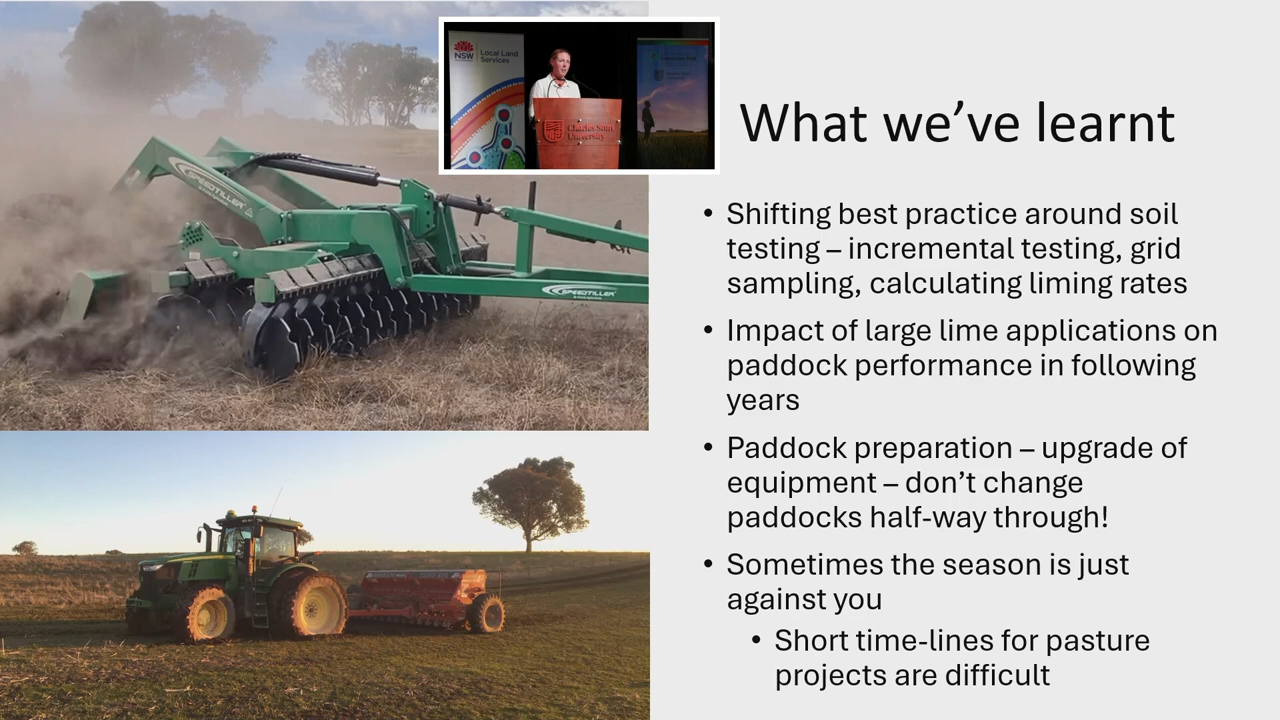 NSW
Local Land
Services
Charles Sturt
University
SPEEDTILLER
SPEEDTILLER
What we’ve learnt
• Shifting best practice around soil
testing – incremental testing, grid
sampling, calculating liming rates
• Impact of large lime applications on
paddock performance in following
years
• Paddock preparation – upgrade of
equipment – don’t change
paddocks half-way through!
• Sometimes the season is just
against you
• Short time-lines for pasture
projects are difficult